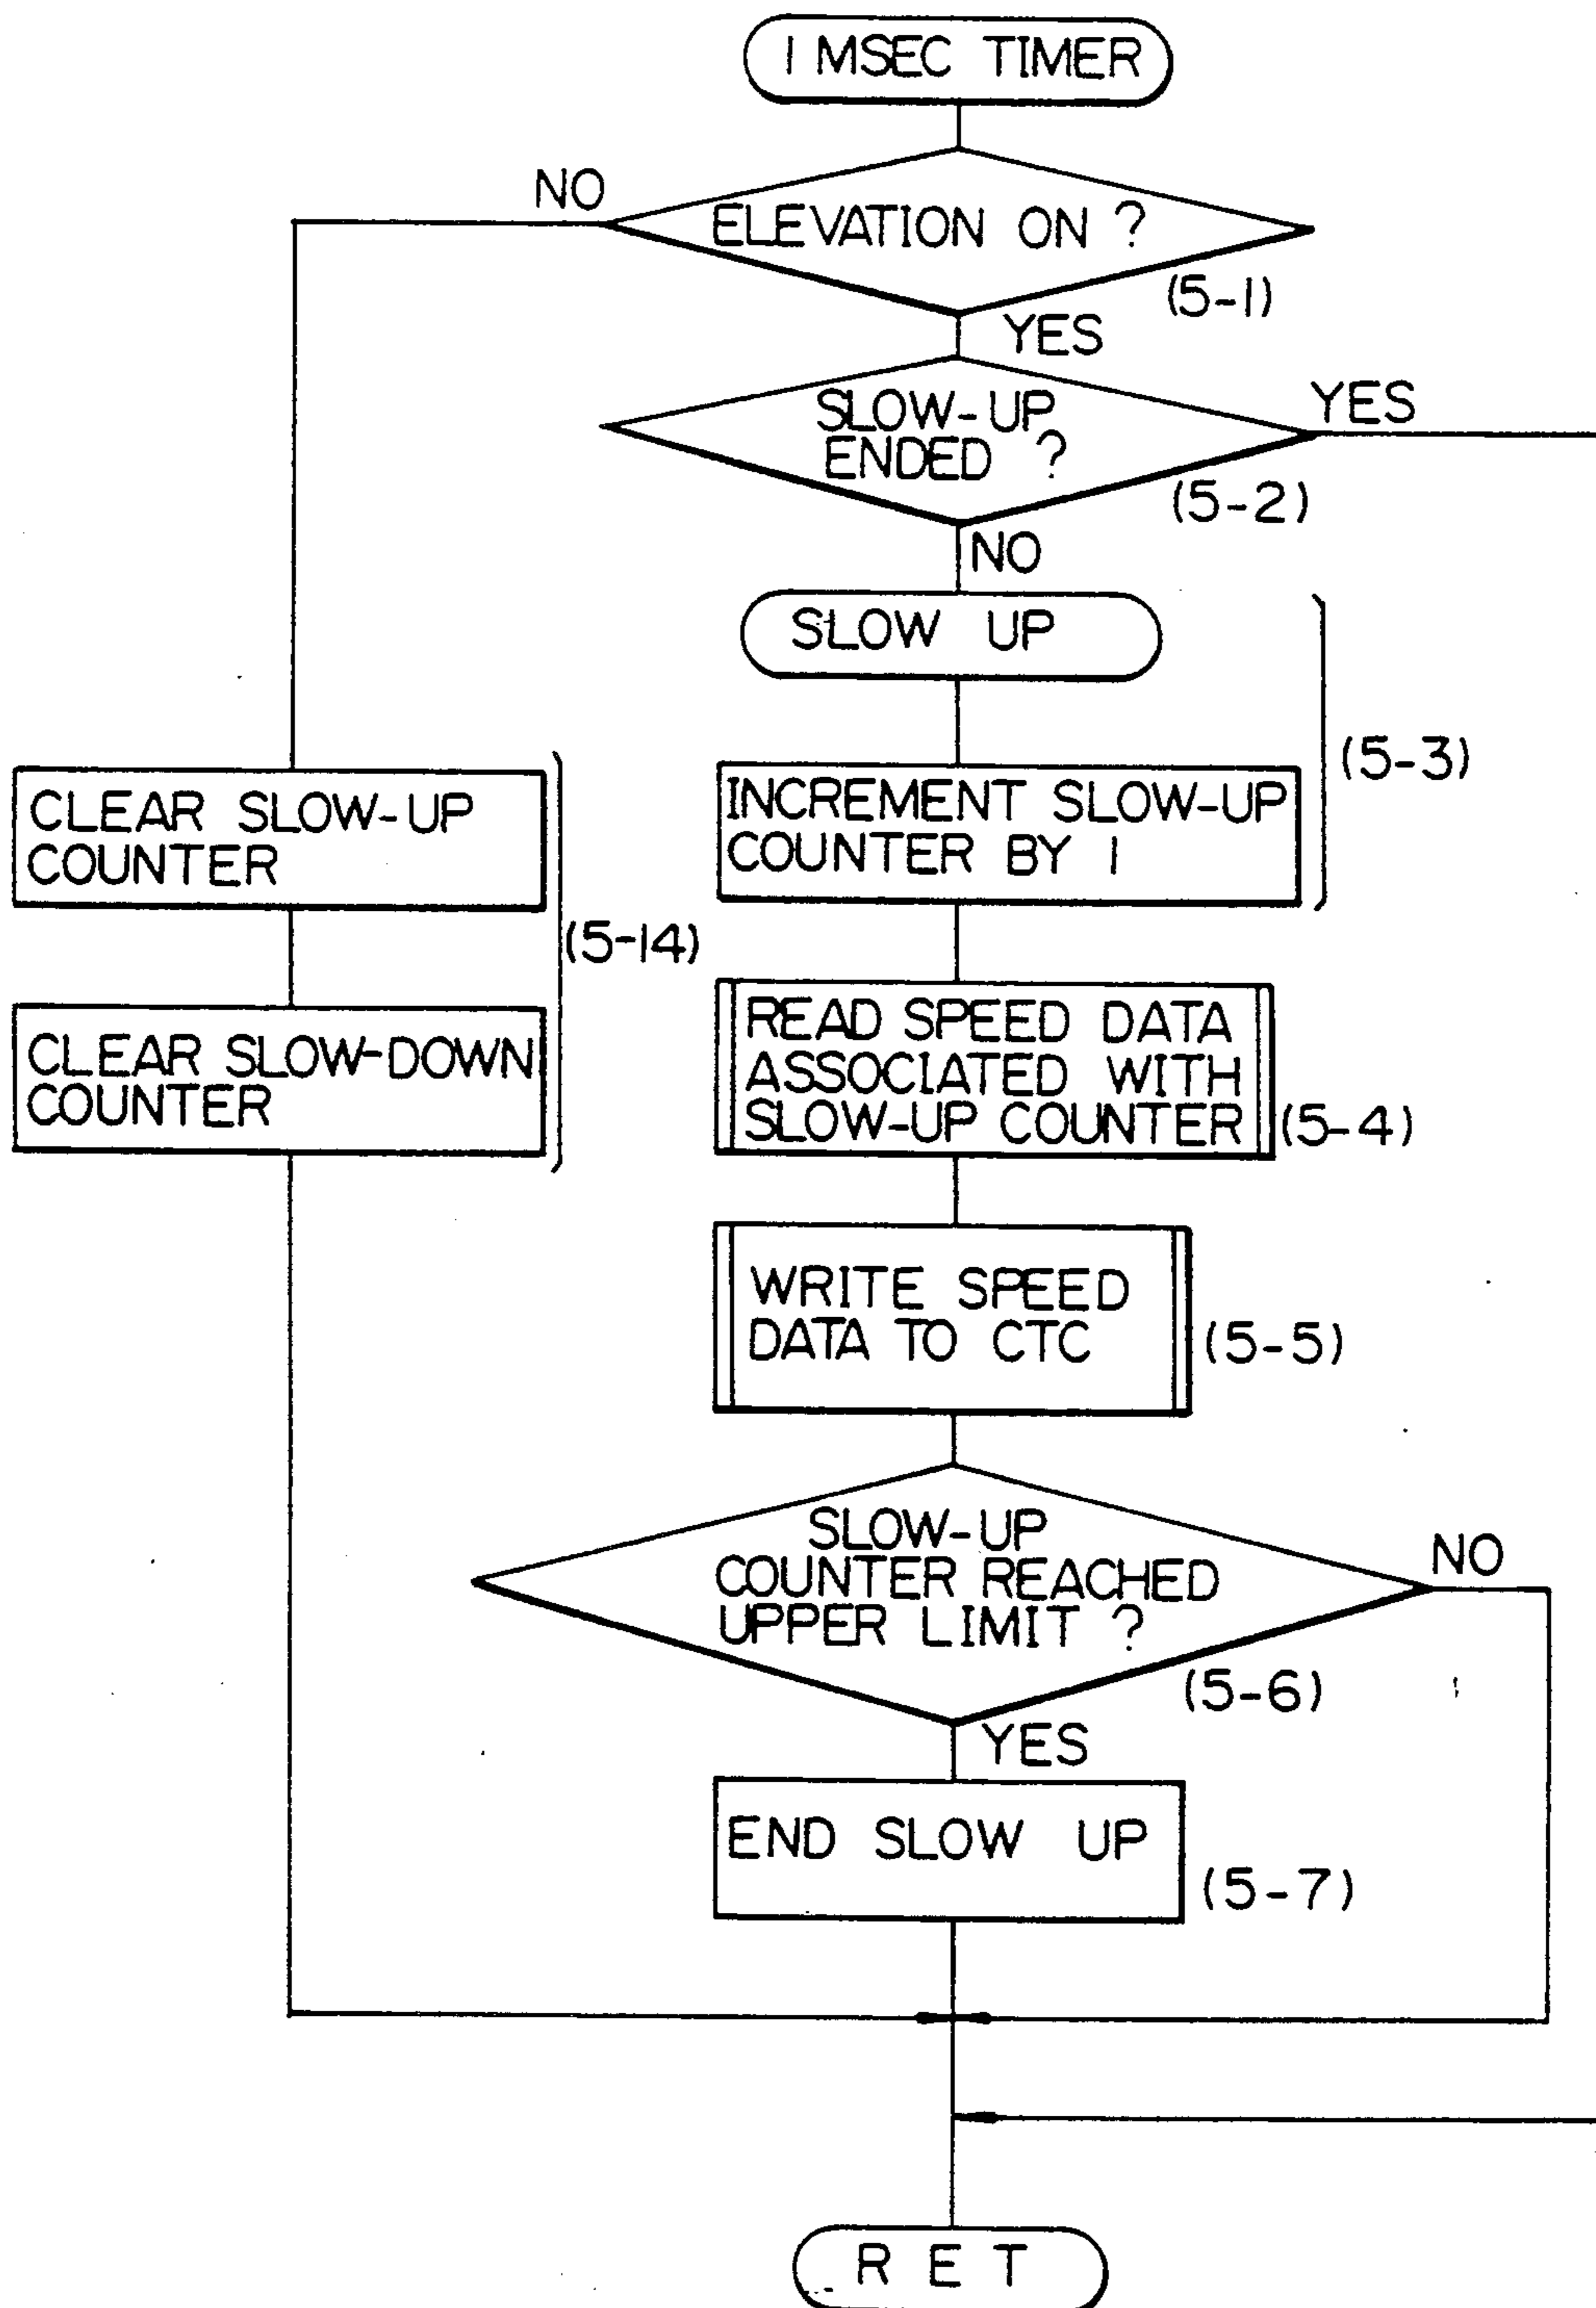 1 MSEC TIMER
NO
ELEVATION ON ?
(5-1)
YES
SLOW-UP
ENDED ?
YES
(5-2)
NO
SLOW UP
(5-3)
INCREMENT SLOW-UP
COUNTER BY 1
CLEAR SLOW-UP
COUNTER
(5-14)
CLEAR SLOW-DOWN
COUNTER
READ SPEED DATA
ASSOCIATED WITH
SLOW-UP COUNTER
(5-4)
WRITE SPEED
DATA TO CTC
(5-5)
SLOW-UP
COUNTER REACHED
UPPER LIMIT ?
NO
(5-6)
YES
END SLOW UP
(5-7)
RET